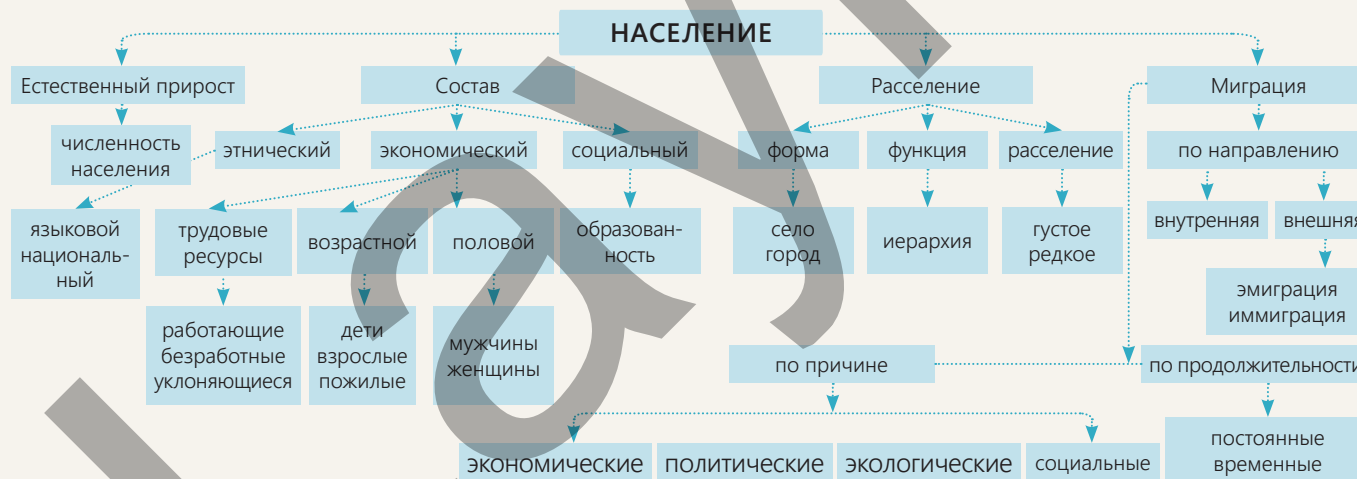 НАСЕЛЕНИЕ
Естественный прирост
Состав
Расселение
Миграция
численность
населения
этнический
экономический
социальный
форма
функция
расселение
по направлению
языковой
националь-
ный
трудовые
ресурсы
возрастной
половой
образован-
ность
село
город
иерархия
густое
редкое
внутренняя
внешняя
эмиграция
иммиграция
работающие
безработные
уклоняющиеся
дети
взрослые
пожилые
мужчины
женщины
по причине
по продолжительности
экономические
политические
экологические
социальные
постоянные
временные